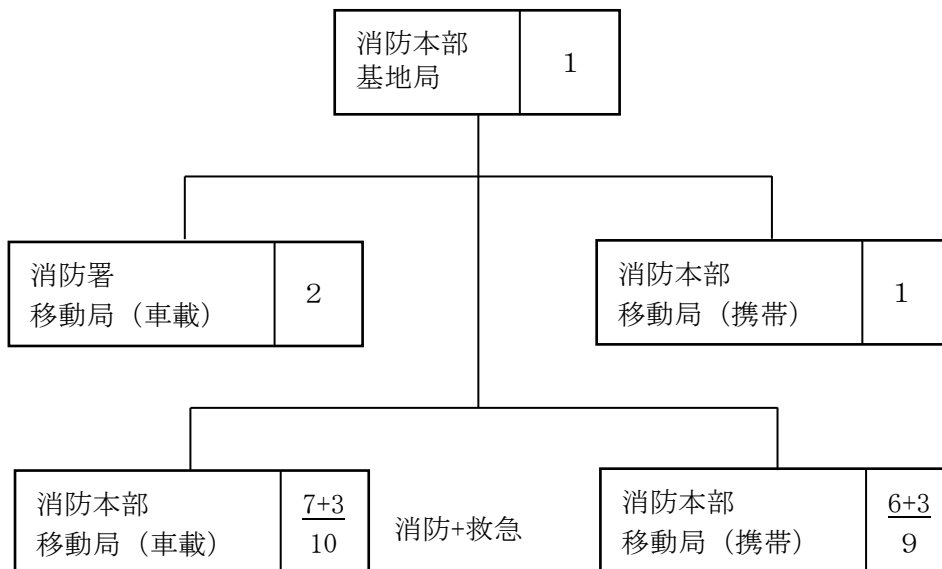 消防本部
基地局
1
消防署
移動局（車載）
2
消防本部
移動局（携帯）
1
消防本部
移動局（車載）
7+3
10
消防+救急
消防本部
移動局（携帯）
6+3
9